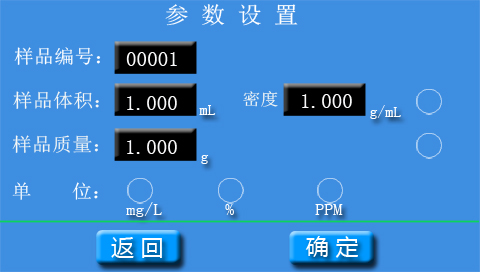 参数设置
样品编号： 00001
样品体积： 1.000 mL 密度 1.000 g/mL
样品质量： 1.000 g
单 位：
mg/L % PPM
返回 确定